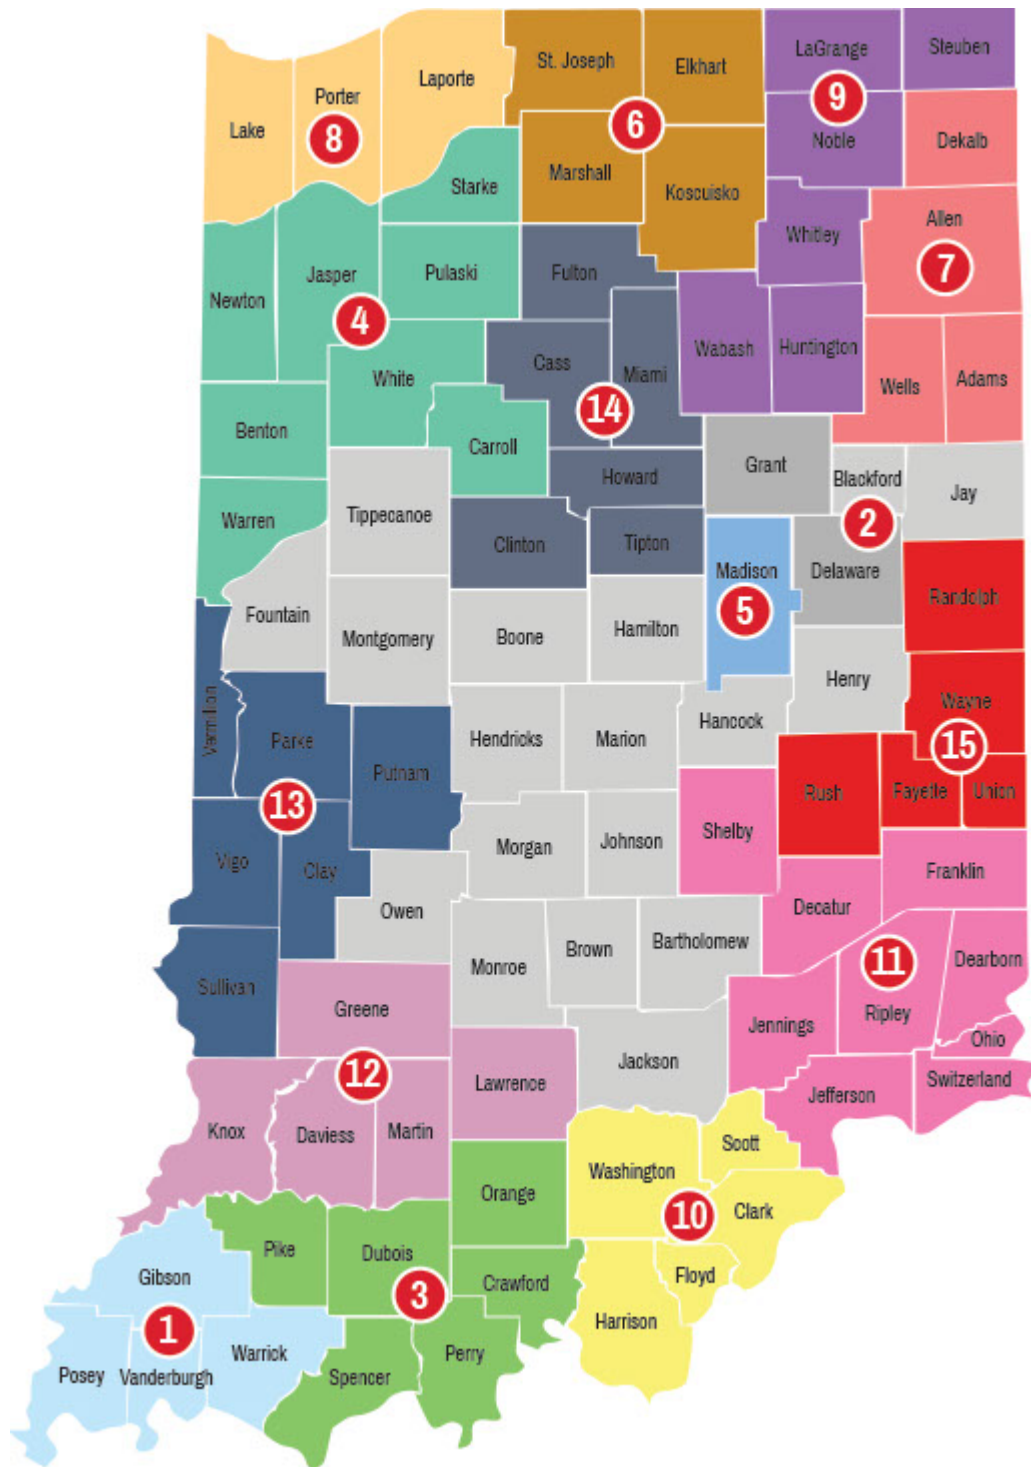 St. Joseph
Elkhart
LaGrange
Steuben
Laporte
Porter
Lake
8
6
9
Noble
Dekalb
Marshall
Koscuisko
Starke
Allen
Whitley
7
Newton
Jasper
Pulaski
Fulton
4
Cass
Miami
Wabash
Huntington
White
Wells
Adams
14
Benton
Carroll
Grant
Howard
Blackford
Jay
2
Warren
Tippecanoe
Clinton
Tipton
Madison
5
Delaware
Randolph
Fountain
Montgomery
Boone
Hamilton
Henry
Wayne
15
Vermilion
Parke
Putnam
Hendricks
Marion
Hancock
Rush
Fayette
Union
13
Vigo
Clay
Morgan
Johnson
Shelby
Franklin
Owen
Decatur
Monroe
Brown
Bartholomew
11
Dearborn
Sullivan
Greene
Ripley
Jennings
Ohio
12
Lawrence
Jackson
Jefferson
Switzerland
Knox
Daviess
Martin
Scott
Washington
Orange
10
Clark
Pike
Dubois
Gibson
Crawford
Floyd
3
Harrison
1
Warrick
Perry
Posey
Vanderburgh
Spencer